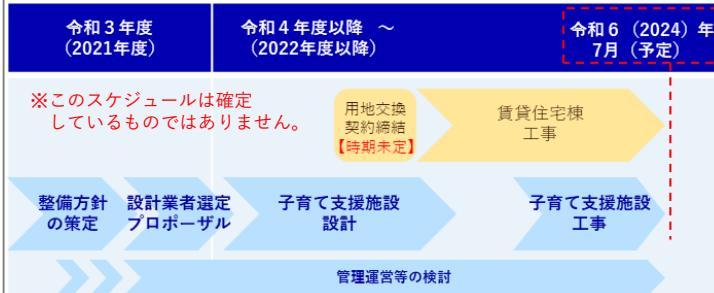 令和３年度
（2021年度）
令和４年度以降　～
（2022年度以降）
令和６（2024）年
7月（予定）
※このスケジュールは確定
しているものではありません。
用地交換
契約締結
【時期未定】
賃貸住宅棟
工事
整備方針
の策定
設計業者選定
プロポーザル
子育て支援施設
設計
子育て支援施設
工事
管理運営等の検討